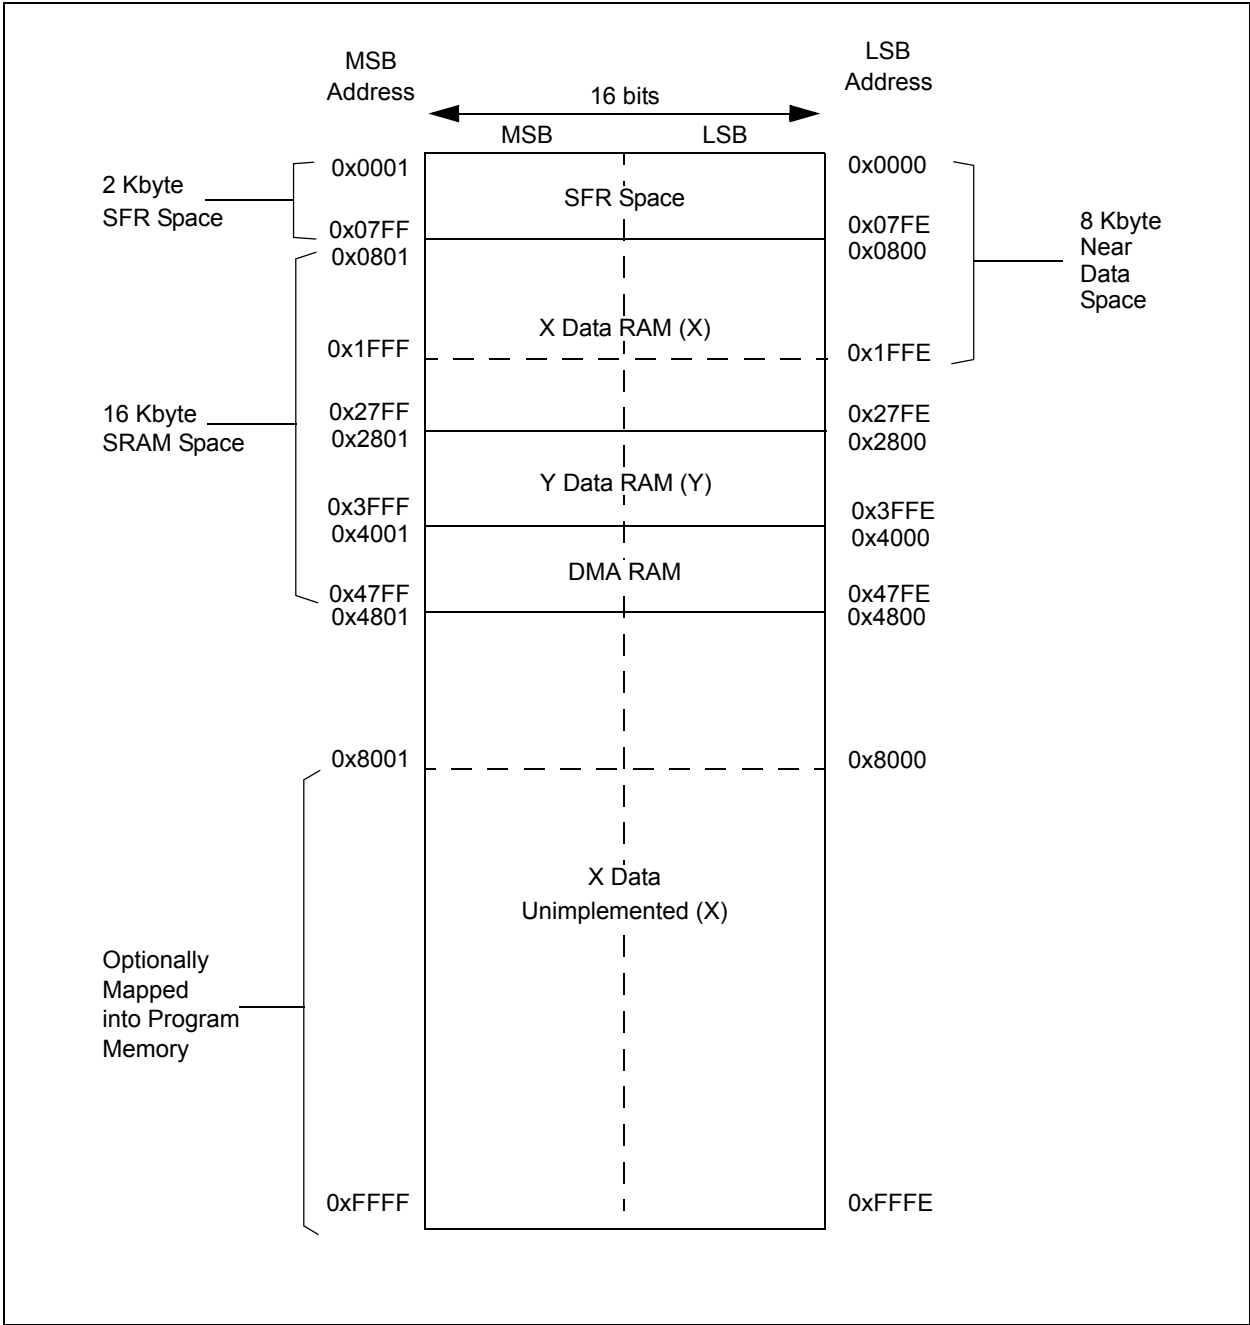 MSB
Address
LSB
Address
16 bits
MSB
LSB
0x0001
0x0000
2 Kbyte
SFR Space
SFR Space
0x07FF
0x07FE
0x0801
0x0800
8 Kbyte
Near
Data
Space
X Data RAM (X)
0x1FFF
0x1FFE
16 Kbyte
SRAM Space
0x27FF
0x27FE
0x2801
0x2800
Y Data RAM (Y)
0x3FFF
0x3FFE
0x4001
0x4000
DMA RAM
0x47FF
0x47FE
0x4801
0x4800
0x8001
0x8000
X Data
Unimplemented (X)
Optionally
Mapped
into Program
Memory
0xFFFF
0xFFFE